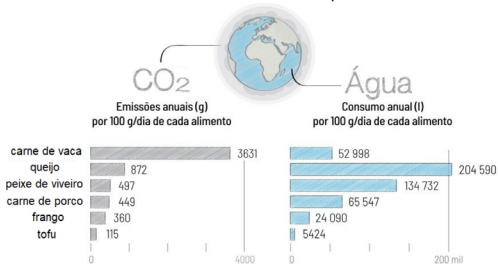 CO2
Água
Emissões anuais (g)
por 100 g/dia de cada alimento
Consumo anual (l)
por 100 g/dia de cada alimento
carne de vaca 3631 52 998
queijo 872 204 590
peixe de viveiro 497 134 732
carne de porco 449 65 547
frango 360 24 090
tofu 115 5424
0 4000 0 200 mil